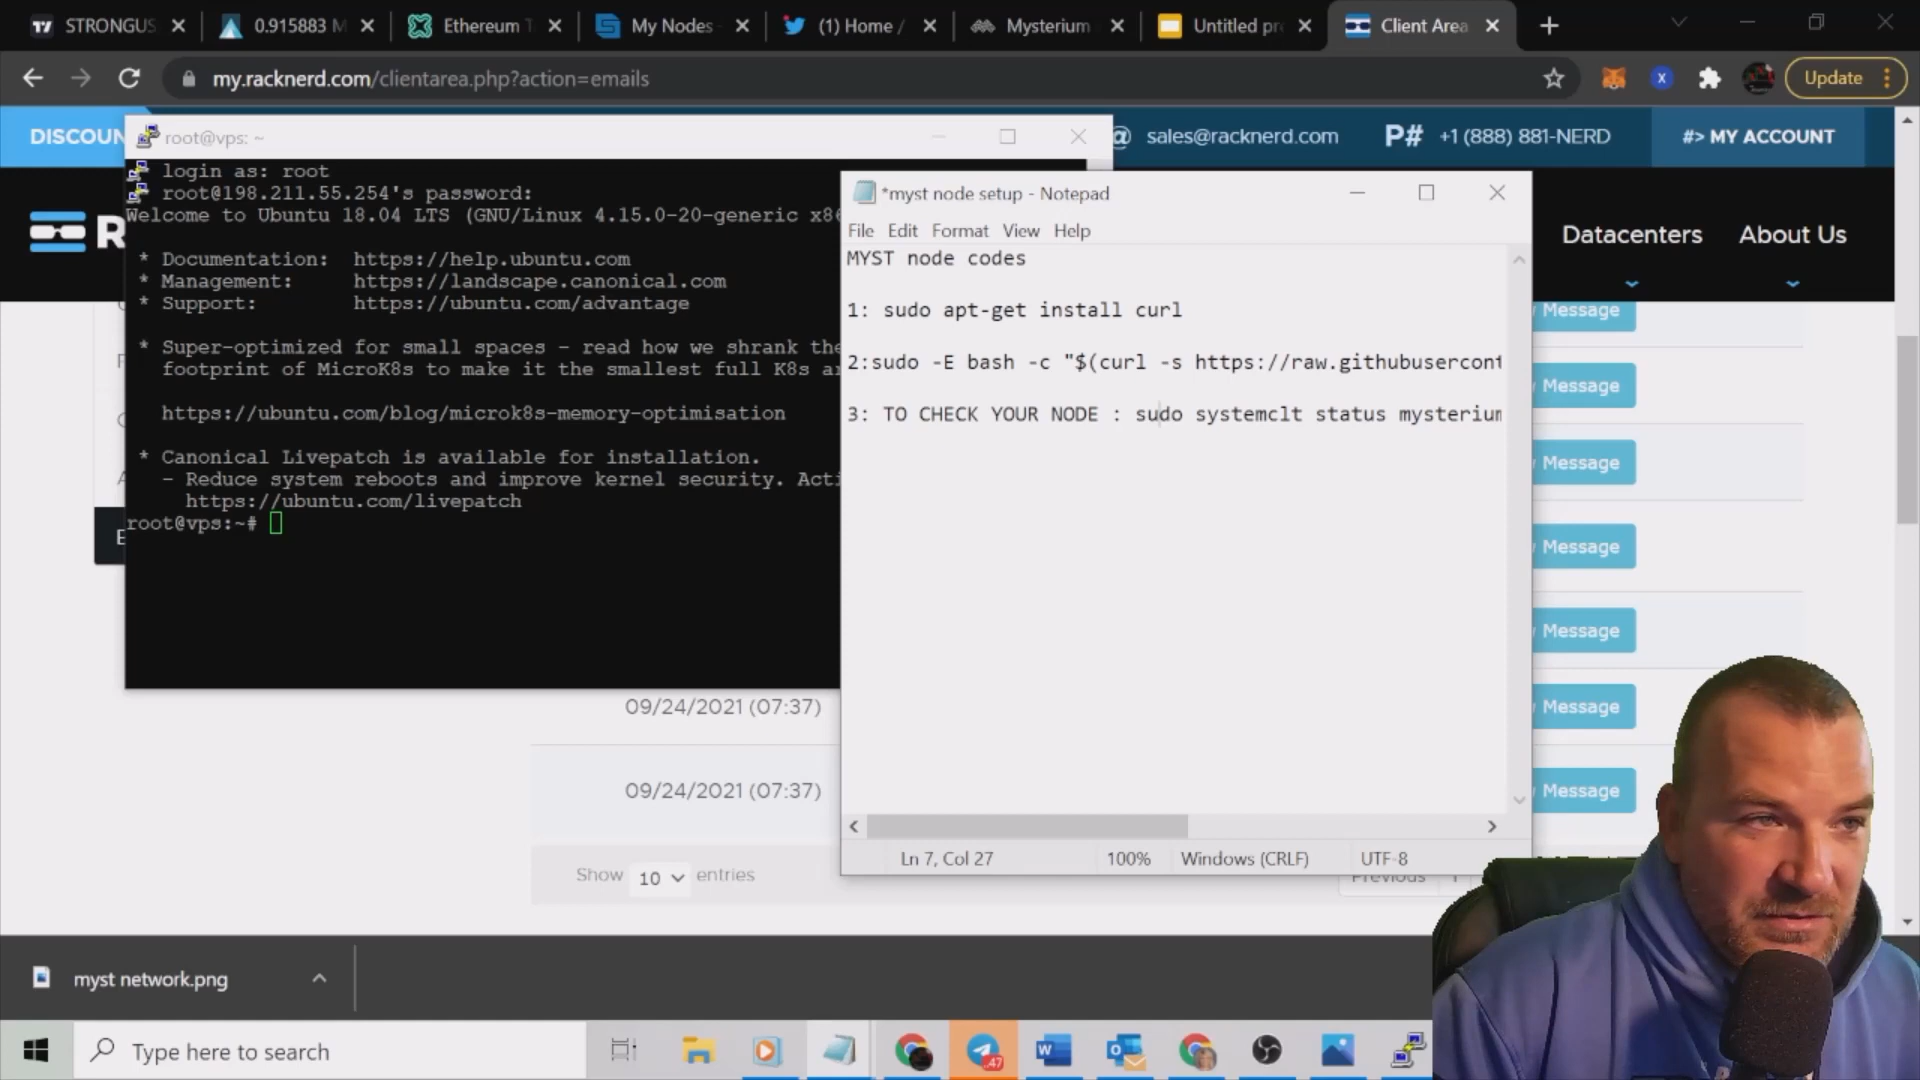 STRONGUS
0.915883 M
Ethereum T
My Nodes
(1) Home /
Mysterium
Untitled pr
Client Area
my.racknerd.com/clientarea.php?action=emails
Update
DISCOUN
sales@racknerd.com
P# +1 (888) 881-NERD
#> MY ACCOUNT
R
Datacenters
About Us
root@vps: ~
login as: root
root@198.211.55.254's password:
Welcome to Ubuntu 18.04 LTS (GNU/Linux 4.15.0-20-generic x86
* Documentation: https://help.ubuntu.com
* Management: https://landscape.canonical.com
* Support: https://ubuntu.com/advantage
* Super-optimized for small spaces - read how we shrank the
footprint of MicroK8s to make it the smallest full K8s ar
https://ubuntu.com/blog/microk8s-memory-optimisation
* Canonical Livepatch is available for installation.
- Reduce system reboots and improve kernel security. Acti
https://ubuntu.com/livepatch
root@vps:~#
*myst node setup - Notepad
File Edit Format View Help
MYST node codes
1: sudo apt-get install curl
2:sudo -E bash -c "$(curl -s https://raw.githubusercont
3: TO CHECK YOUR NODE : sudo systemclt status mysterium
Ln 7, Col 27
100%
Windows (CRLF)
UTF-8
Message
Message
Message
Message
Message
Message
Message
09/24/2021 (07:37)
09/24/2021 (07:37)
Show 10 entries
Previous
myst network.png
Type here to search
47